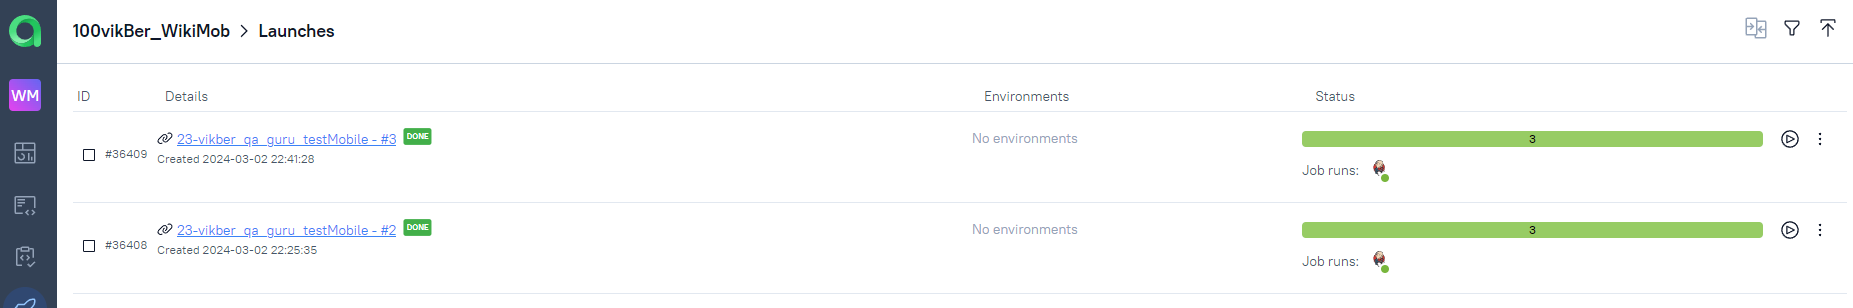 100vikBer_WikiMob > Launches
WM
ID Details Environments Status
#36409 23-vikber_qa_guru_testMobile - #3 DONE No environments 3
Created 2024-03-02 22:41:28
Job runs:
#36408 23-vikber_qa_guru_testMobile - #2 DONE No environments 3
Created 2024-03-02 22:25:35
Job runs: